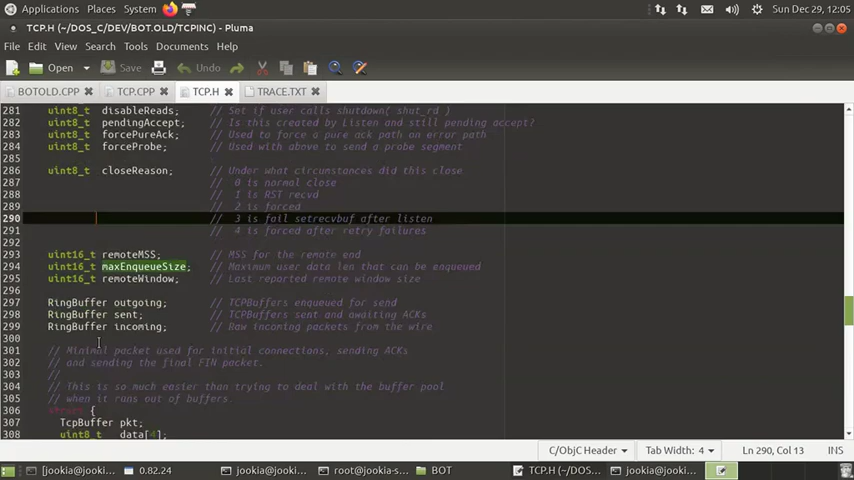 Applications Places System Sun Dec 29, 12:05
TCP.H (~/DOS_C/DEV/BOT.OLD/TCPINC) - Pluma
File Edit View Search Tools Documents Help
Open Save Undo
BOTOLD.CPP TCP.CPP TCP.H TRACE.TXT
281 uint8_t disableReads; // Set if user calls shutdown( shut_rd )
282 uint8_t pendingAccept; // Is this created by Listen and still pending accept?
283 uint8_t forcePureAck; // Used to force a pure ack path on an error path
284 uint8_t forceProbe; // Used with above to send a probe segment
285
286 uint8_t closeReason; // Under what circumstances did this close
287 // 0 is normal close
288 // 1 is RST recvd
289 // 2 is forced
290 // 3 is fail setrecvbuf after listen
291 // 4 is forced after retry failures
292
293 uint16_t remoteMSS; // MSS for the remote end
294 uint16_t maxEnqueueSize; // Maximum user data len that can be enqueued
295 uint16_t remoteWindow; // Last reported remote window size
296
297 RingBuffer outgoing; // TCPBuffers enqueued for send
298 RingBuffer sent; // TCPBuffers sent and awaiting ACKs
299 RingBuffer incoming; // Raw incoming packets from the wire
300
301 // Minimal packet used for initial connections, sending ACKs
302 // and sending the final FIN packet.
303 //
304 // This is so much easier than trying to deal with the buffer pool
305 // when it runs out of buffers.
306 struct {
307 TcpBuffer pkt;
308 uint8_t data[4];
C/ObjC Header Tab Width: 4 Ln 290, Col 13 INS
[jookia@jooki... 0.82.24 jookia@jooki... root@jookia-s... BOT TCP.H (~/DOS... jookia@jooki...